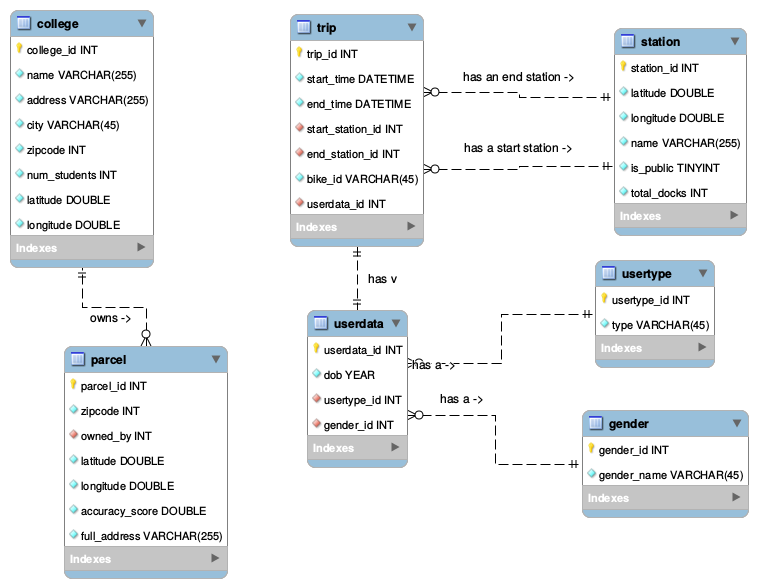 college
college_id INT
name VARCHAR(255)
address VARCHAR(255)
city VARCHAR(45)
zipcode INT
num_students INT
latitude DOUBLE
longitude DOUBLE
Indexes
owns ->
parcel
parcel_id INT
zipcode INT
owned_by INT
latitude DOUBLE
longitude DOUBLE
accuracy_score DOUBLE
full_address VARCHAR(255)
Indexes
trip
trip_id INT
start_time DATETIME
end_time DATETIME
start_station_id INT
end_station_id INT
bike_id VARCHAR(45)
userdata_id INT
Indexes
has an end station ->
has a start station ->
station
station_id INT
latitude DOUBLE
longitude DOUBLE
name VARCHAR(255)
is_public TINYINT
total_docks INT
Indexes
has v
userdata
userdata_id INT
dob YEAR
usertype_id INT
gender_id INT
Indexes
has a ->
has a ->
usertype
usertype_id INT
type VARCHAR(45)
Indexes
gender
gender_id INT
gender_name VARCHAR(45)
Indexes